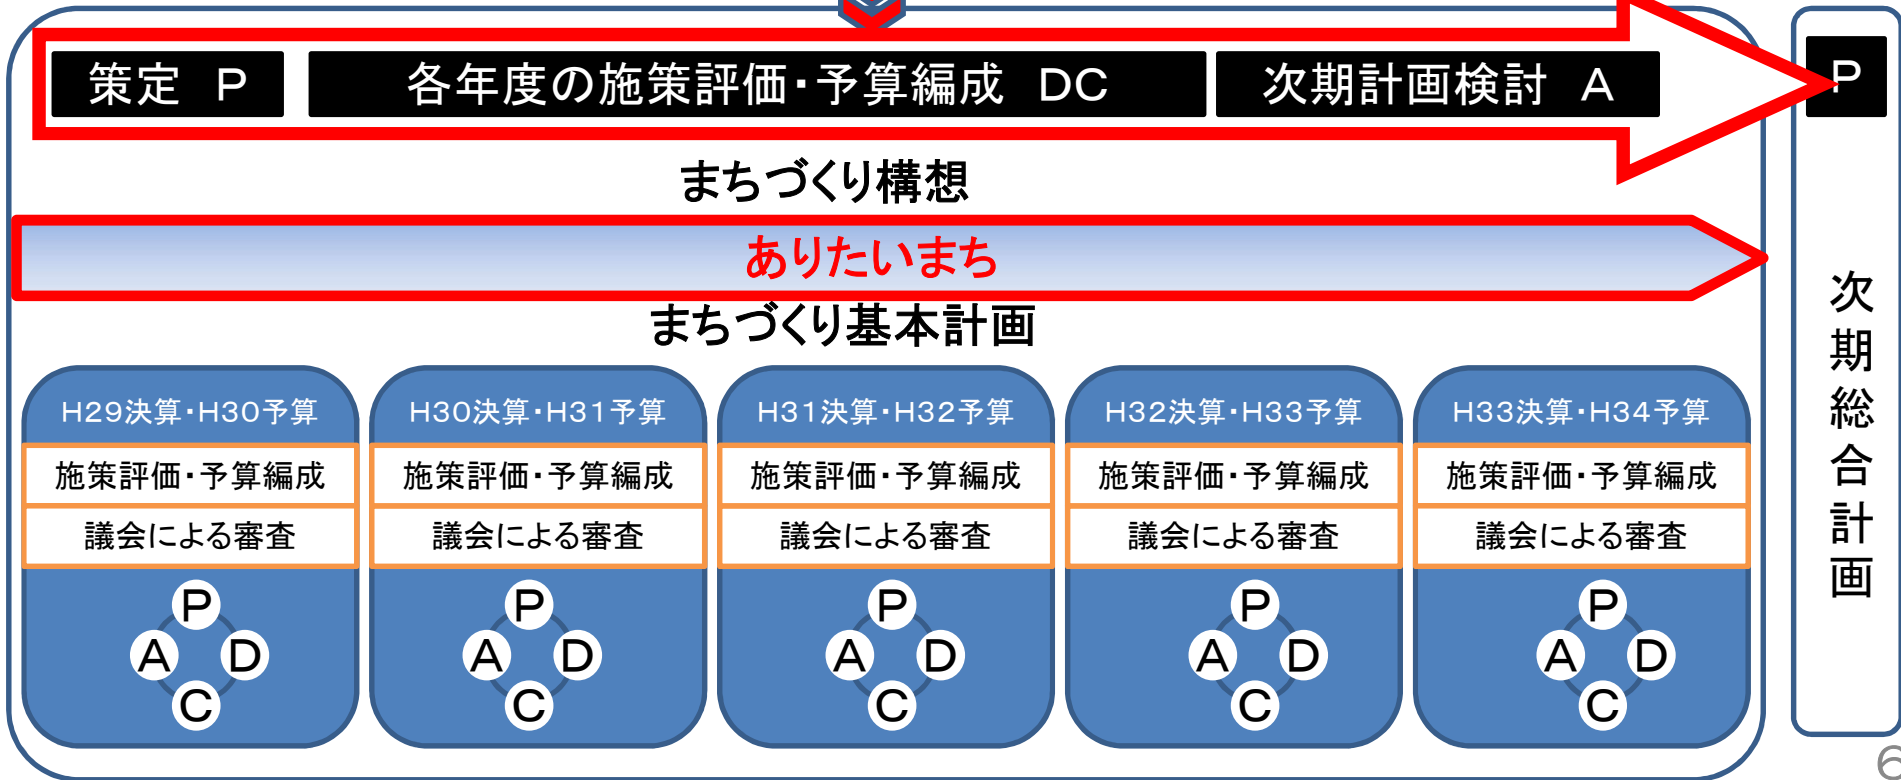 策定　P
各年度の施策評価・予算編成　DC
次期計画検討　A
P
まちづくり構想
ありたいまち
まちづくり基本計画
次期総合計画
H29決算・H30予算
施策評価・予算編成
議会による審査
P
A
D
C
H30決算・H31予算
施策評価・予算編成
議会による審査
P
A
D
C
H31決算・H32予算
施策評価・予算編成
議会による審査
P
A
D
C
H32決算・H33予算
施策評価・予算編成
議会による審査
P
A
D
C
H33決算・H34予算
施策評価・予算編成
議会による審査
P
A
D
C